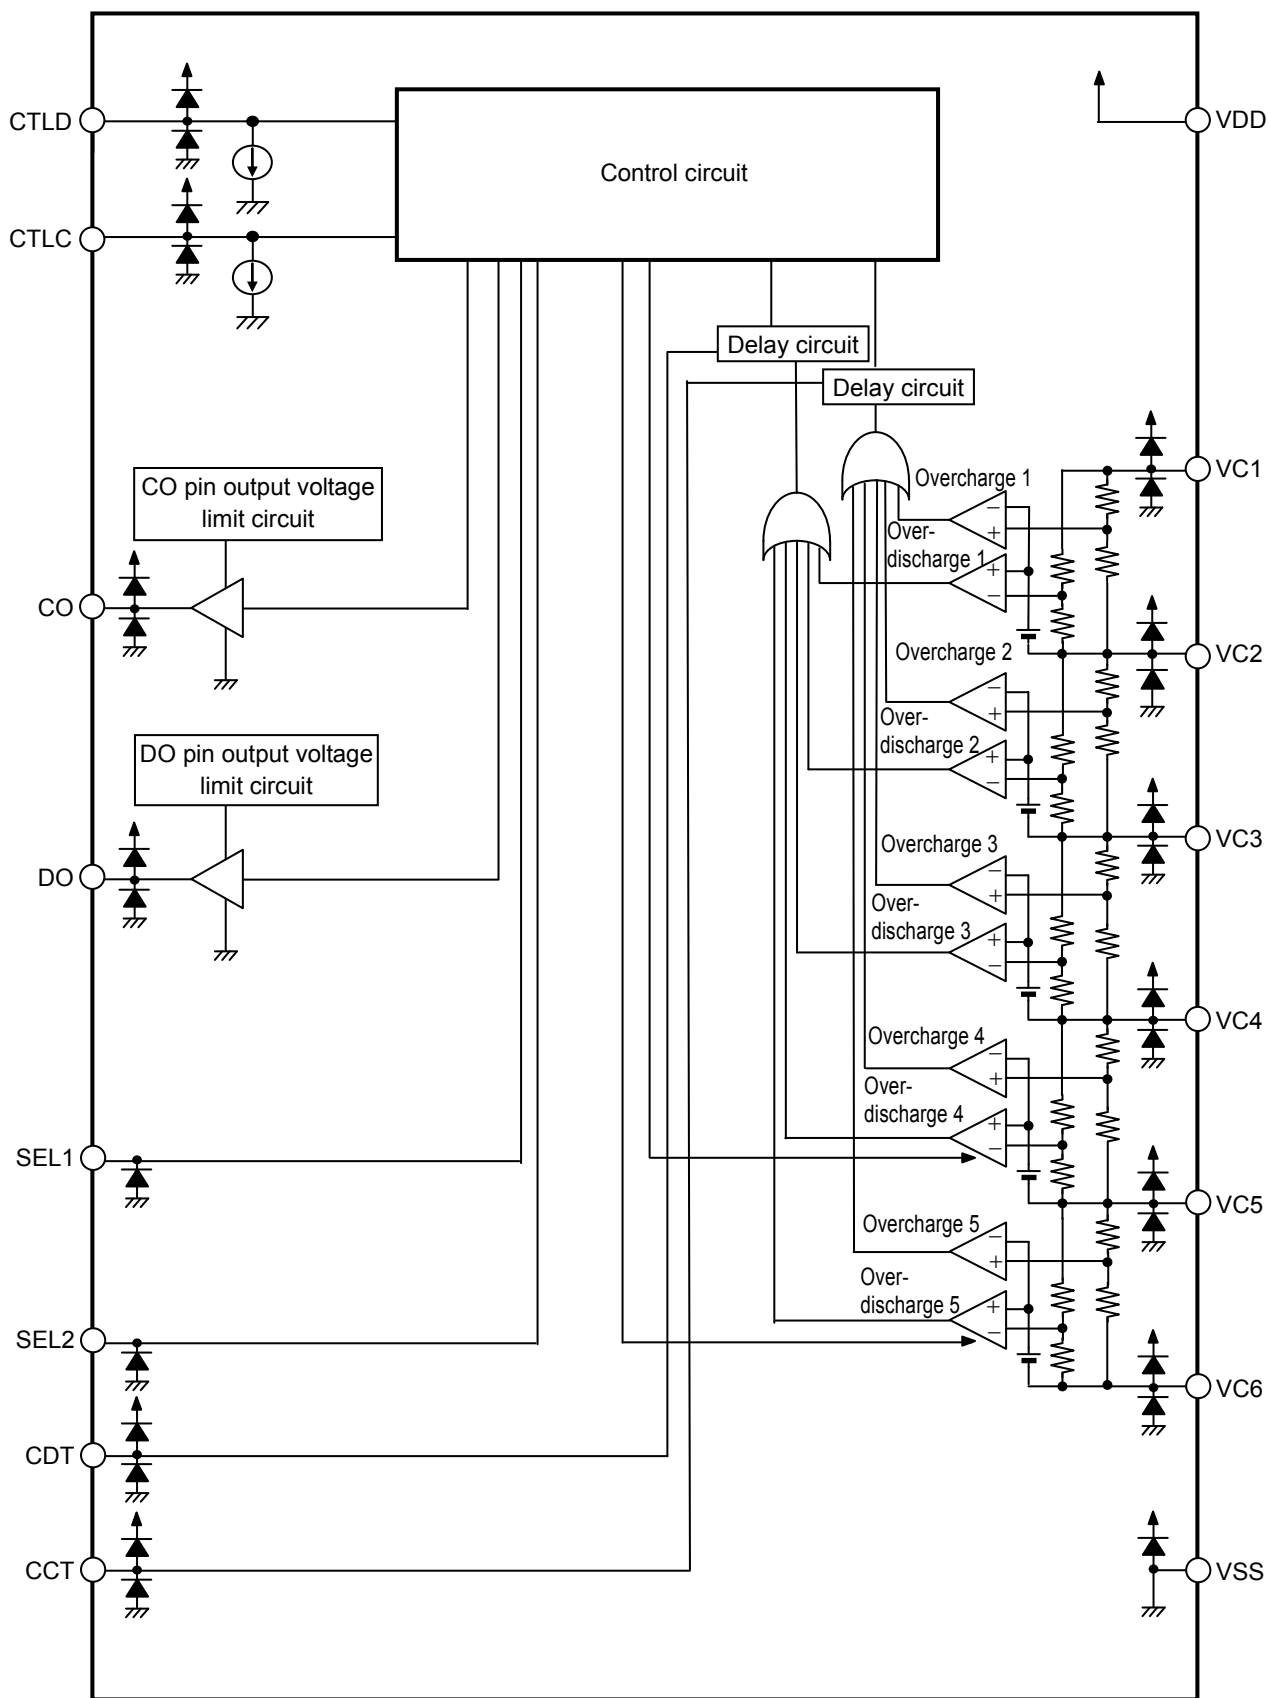 CTLD
Control circuit
VDD
CTLC
Delay circuit
Delay circuit
VC1
CO pin output voltage
limit circuit
Overcharge 1
−
+
Over-
discharge 1
+
−
CO
VC2
Overcharge 2
−
+
DO pin output voltage
limit circuit
Over-
discharge 2
+
−
VC3
DO
Overcharge 3
−
+
Over-
discharge 3
+
−
VC4
Overcharge 4
−
+
Over-
discharge 4
+
−
SEL1
VC5
Overcharge 5
−
+
Over-
discharge 5
+
−
SEL2
VC6
CDT
CCT
VSS